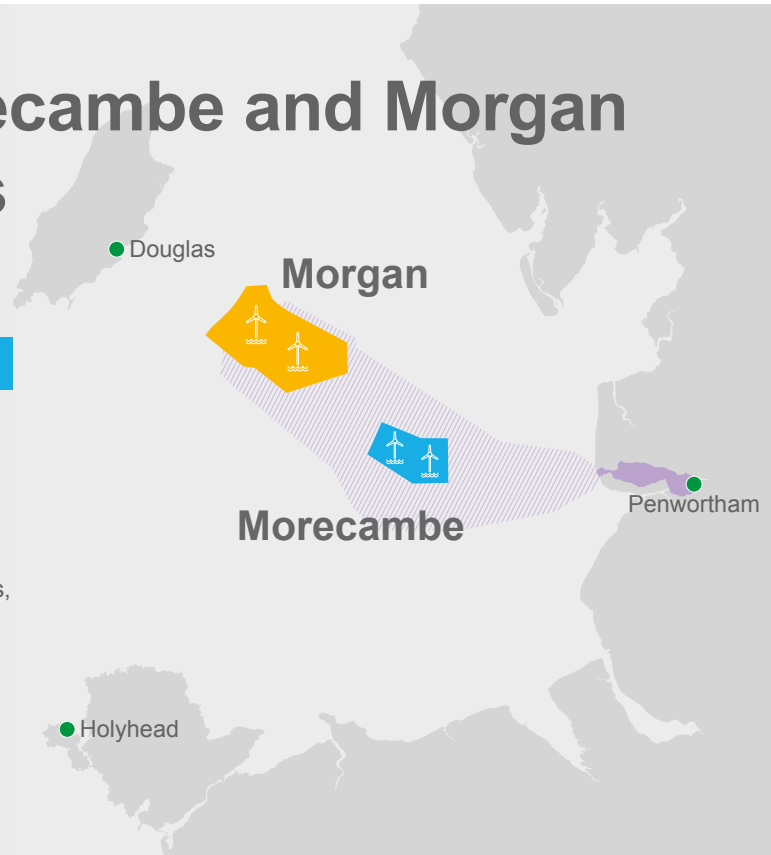 ecambe and Morgan
s
Douglas
Morgan
Penwortham
Morecambe
s,
Holyhead